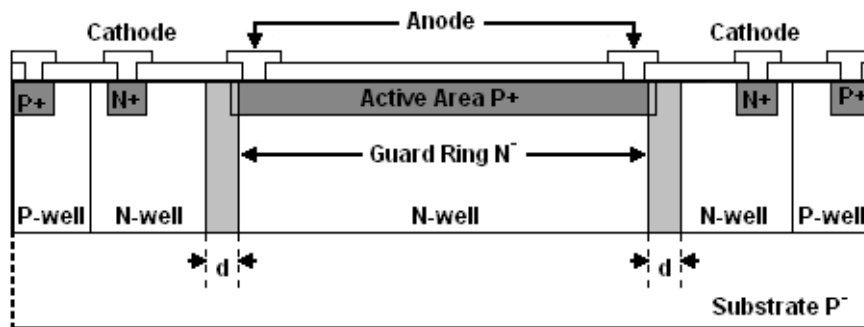 Cathode
Anode
Cathode
P+
N+
Active Area P+
N+
P+
Guard Ring N⁻
P-well
N-well
N-well
N-well
P-well
d
d
Substrate P⁻